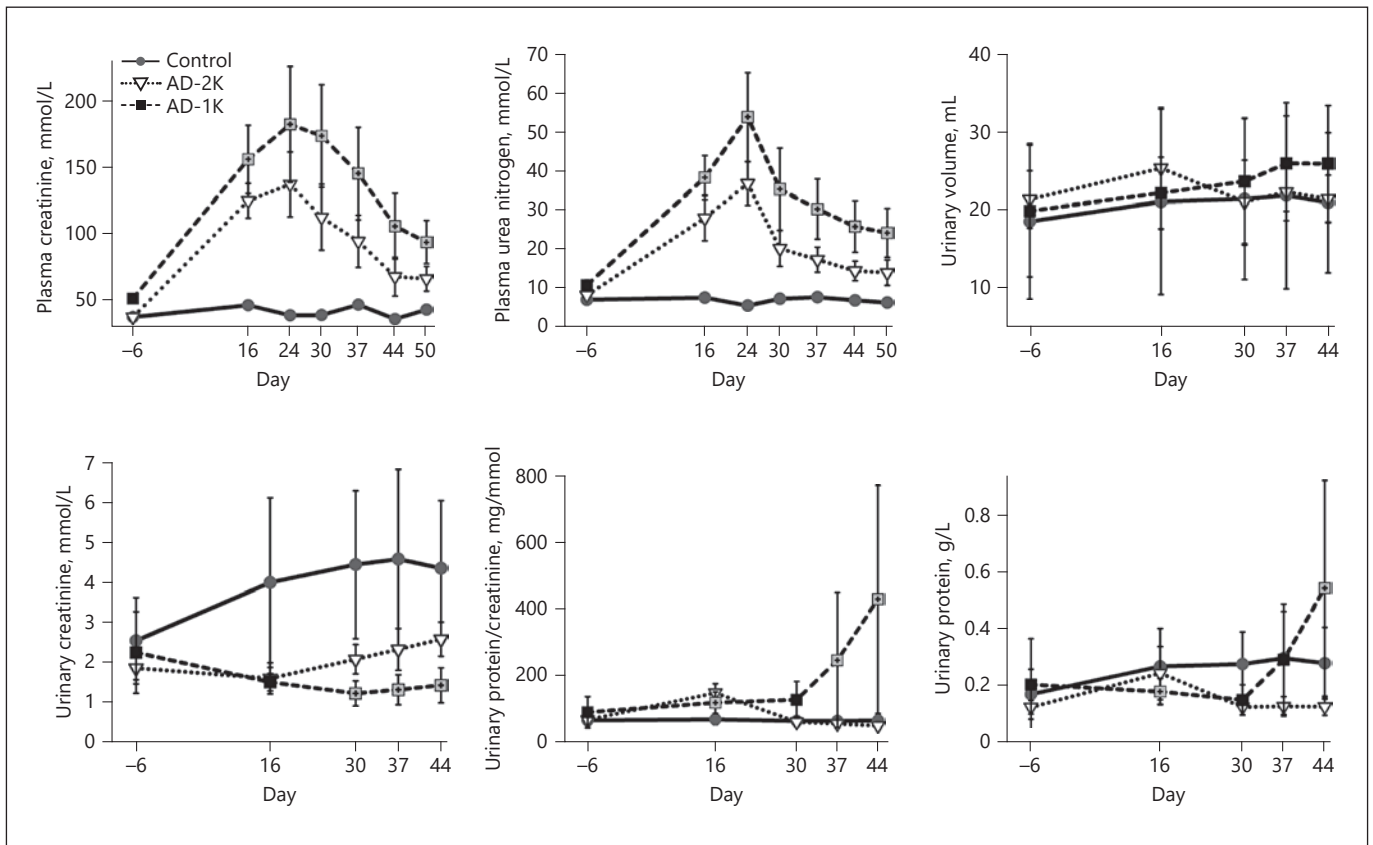 Control
AD-2K
AD-1K
Plasma creatinine, mmol/L
200
150
100
50
–6 16 24 30 37 44 50
Day
Plasma urea nitrogen, mmol/L
70
60
50
40
30
20
10
0
–6 16 24 30 37 44 50
Day
Urinary volume, mL
40
30
20
10
–6 16 30 37 44
Day
Urinary creatinine, mmol/L
7
6
5
4
3
2
1
0
–6 16 30 37 44
Day
Urinary protein/creatinine, mg/mmol
800
600
400
200
0
–6 16 30 37 44
Day
Urinary protein, g/L
0.8
0.6
0.4
0.2
0
–6 16 30 37 44
Day